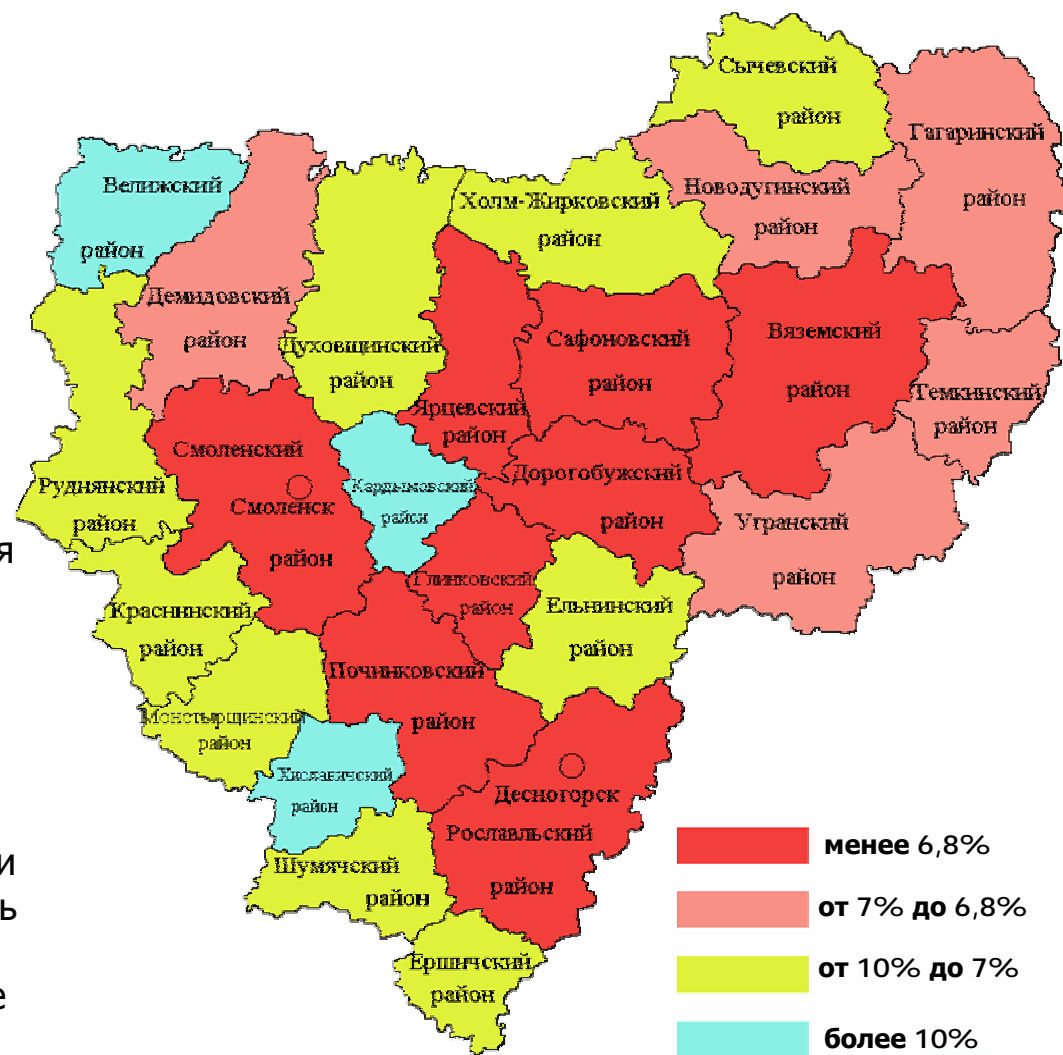 Сычевский
район
Гагаринский
район
Велижский
район
Новодугинский
район
Холм-Жирковский
район
Демидовский
район
Духовщинский
район
Сафоновский
район
Вяземский
район
Темкинский
район
Ярцевский
район
Смоленский
Смоленск
район
Дорогобужский
район
Кардымовский
район
Руднянский
район
Угранский
район
я
Глинковский
район
Ельнинский
район
Краснинский
район
Починковский
район
Монстырщинский
район
Хиславичский
район
Десногорск
Рославльский
район
Шумячский
район
и
ь
Ершичский
район
е
менее 6,8%
от 7% до 6,8%
от 10% до 7%
более 10%